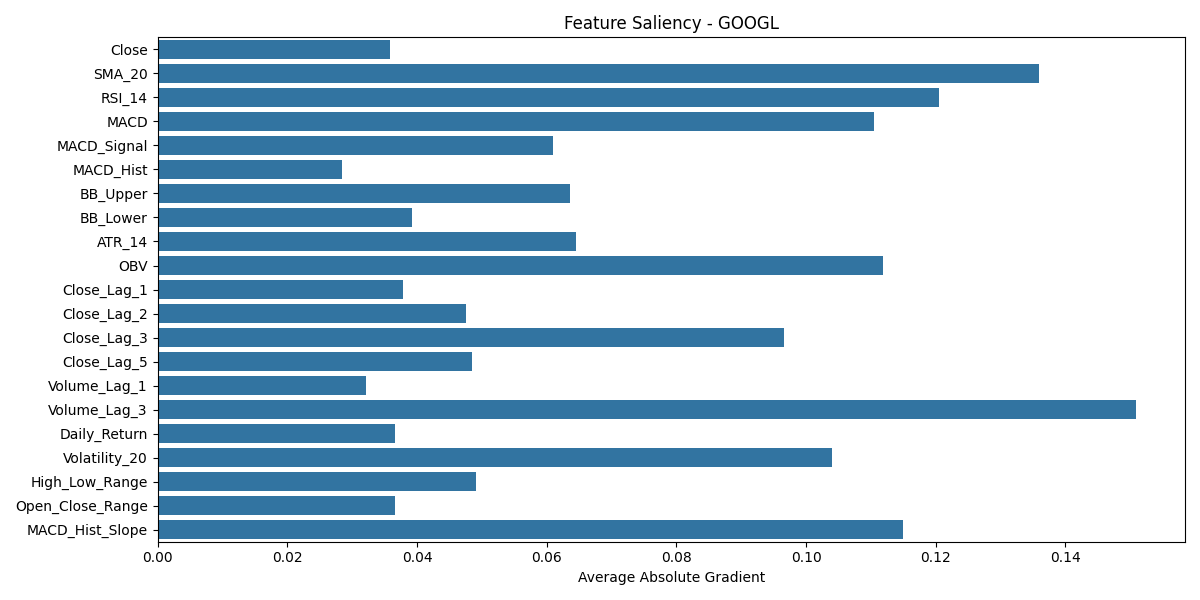 Feature Saliency - GOOGL
Close
SMA_20
RSI_14
MACD
MACD_Signal
MACD_Hist
BB_Upper
BB_Lower
ATR_14
OBV
Close_Lag_1
Close_Lag_2
Close_Lag_3
Close_Lag_5
Volume_Lag_1
Volume_Lag_3
Daily_Return
Volatility_20
High_Low_Range
Open_Close_Range
MACD_Hist_Slope
0.00 0.02 0.04 0.06 0.08 0.10 0.12 0.14
Average Absolute Gradient